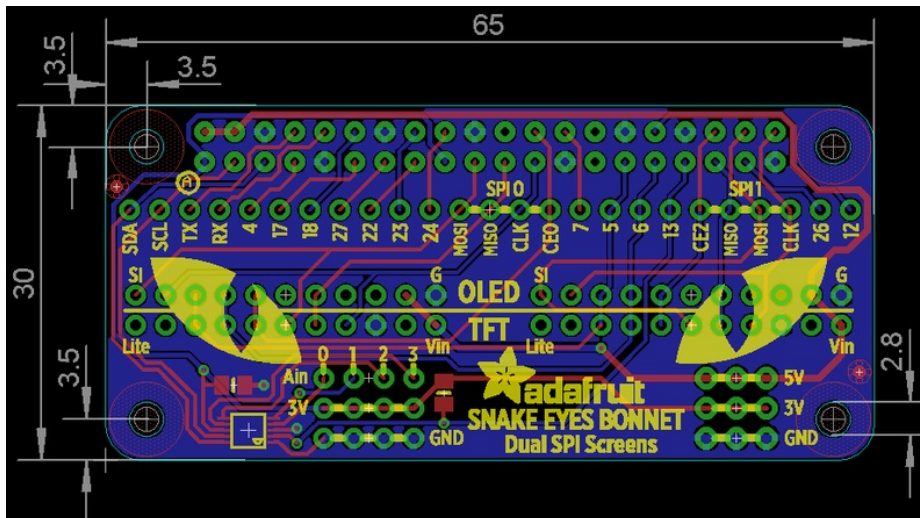 65
3.5
3.5
A
SPI0
SPI1
SDA SCL TX RX 4 17 18 27 22 23 24 MOSI MISO CLK CE0 7 5 6 13 CE2 MISO MOSI CLK 26 12
30
SI G SI G
OLED
TFT
Lite Vin Lite Vin
0 1 2 3
2.8
3.5
Ain
5V
adafruit
3V
3V
SNAKE EYES BONNET
GND
GND
Dual SPI Screens